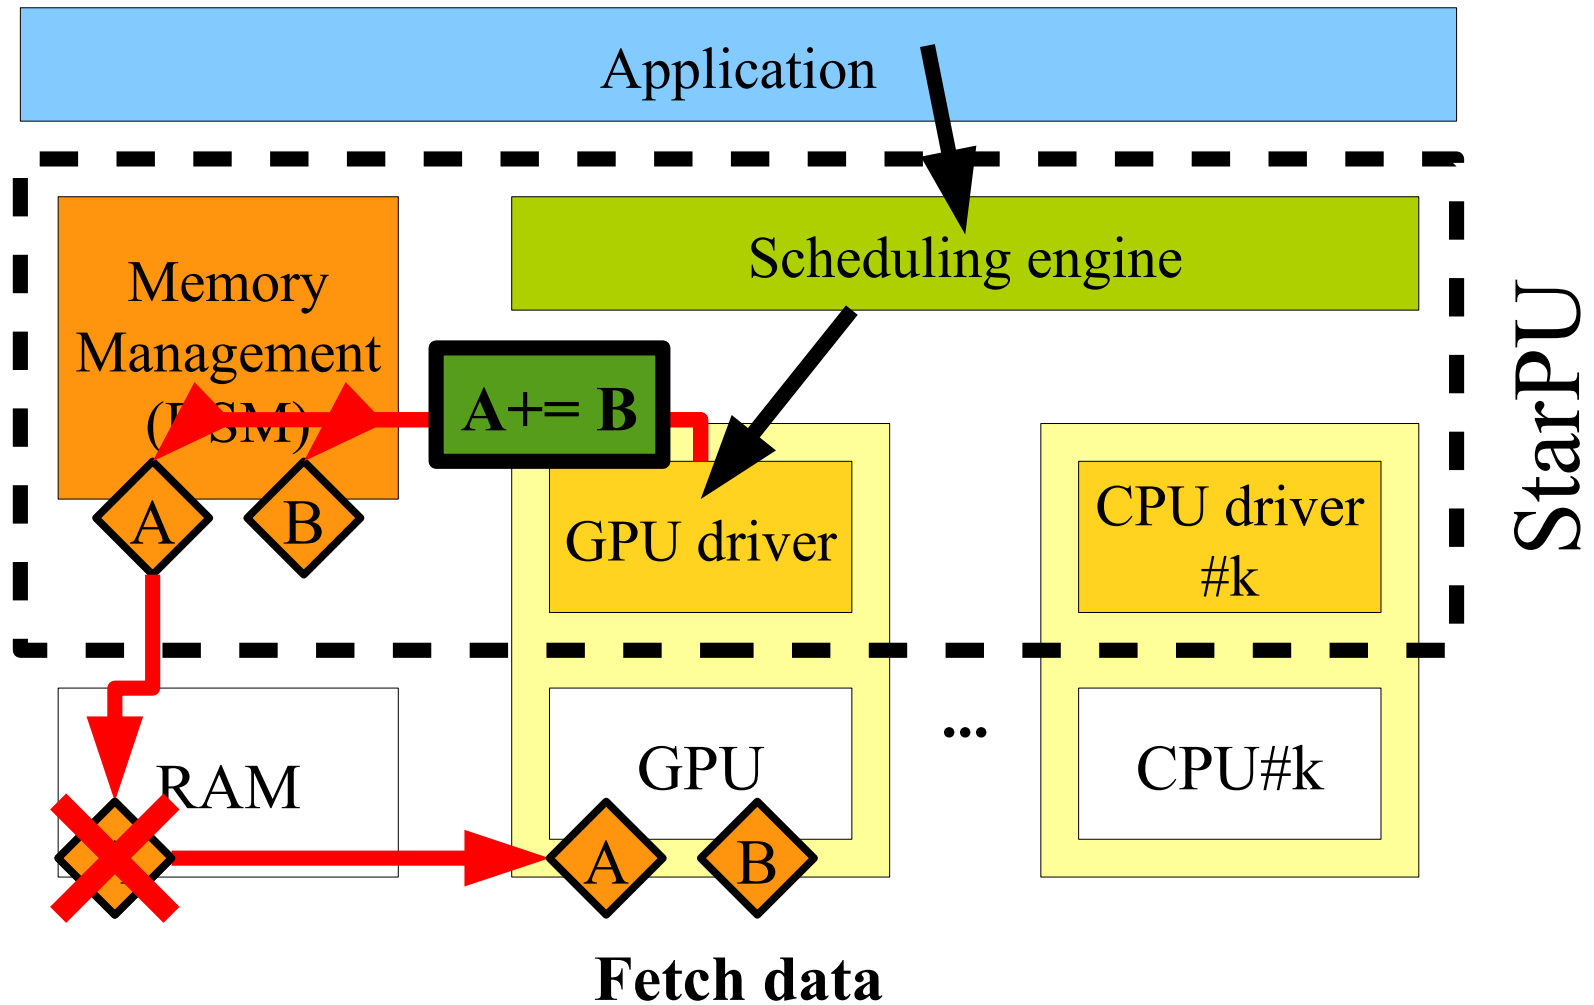 Application
Scheduling engine
Memory
Management
A+= B
A
B
GPU driver
CPU driver
#k
StarPU
RAM
GPU
...
CPU#k
A
B
Fetch data